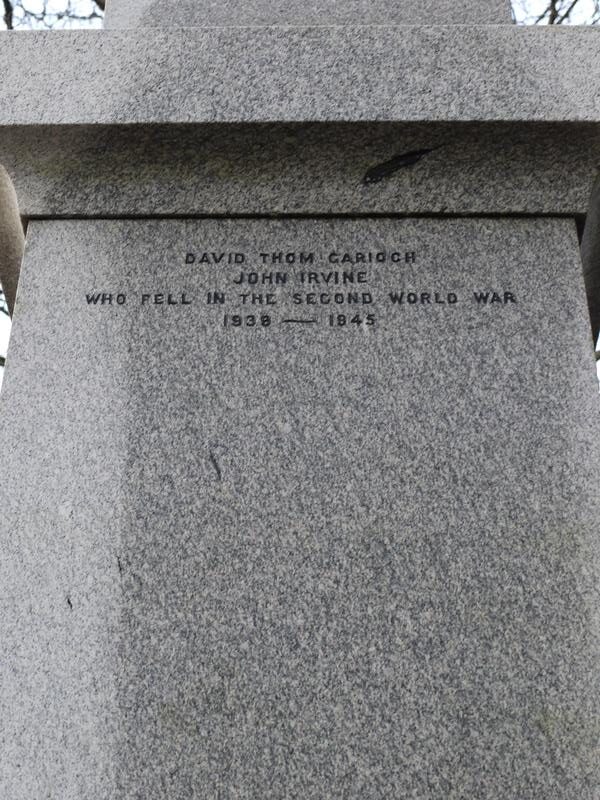 DAVID THOM CARIOCH
JOHN IRVINE
WHO FELL IN THE SECOND WORLD WAR
1939 — 1945